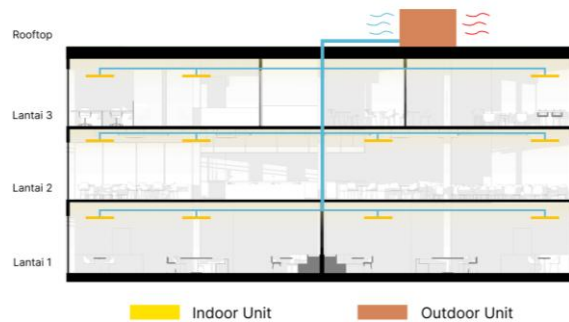 Rooftop
Lantai 3
Lantai 2
Lantai 1
Indoor Unit
Outdoor Unit